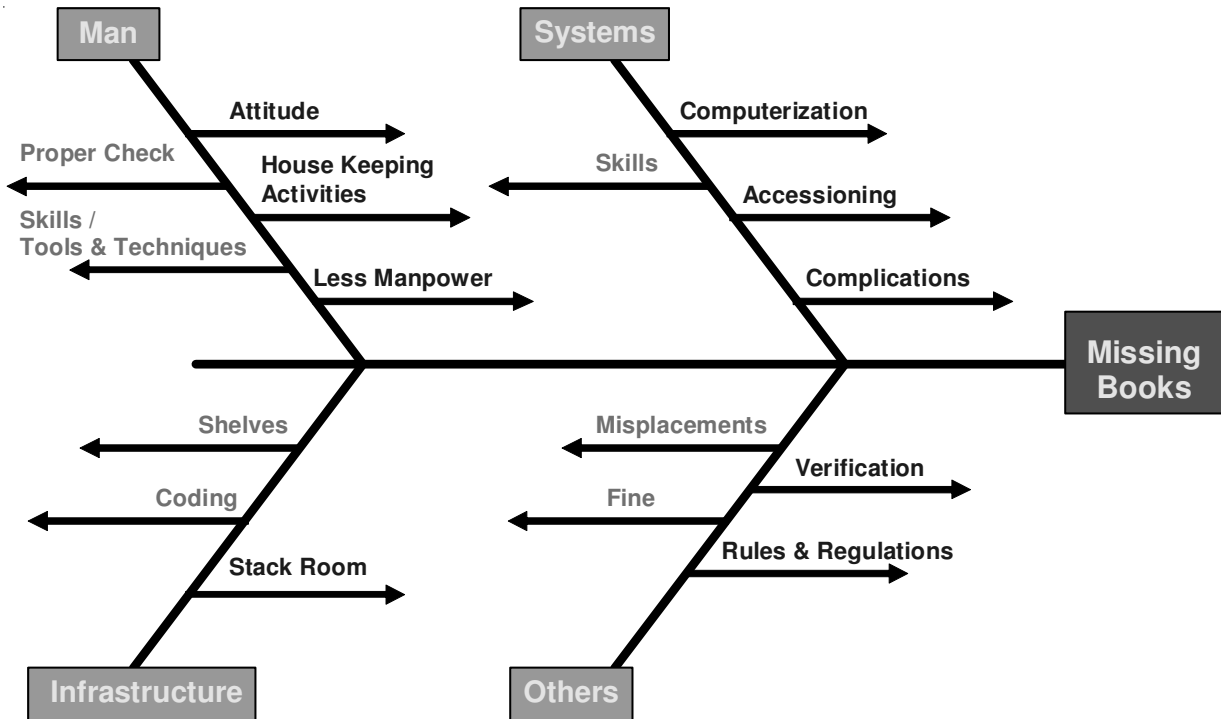 Man
Systems
Attitude
Computerization
Proper Check
House Keeping
Activities
Skills
Accessioning
Skills /
Tools & Techniques
Less Manpower
Complications
Missing
Books
Shelves
Misplacements
Verification
Coding
Fine
Rules & Regulations
Stack Room
Infrastructure
Others